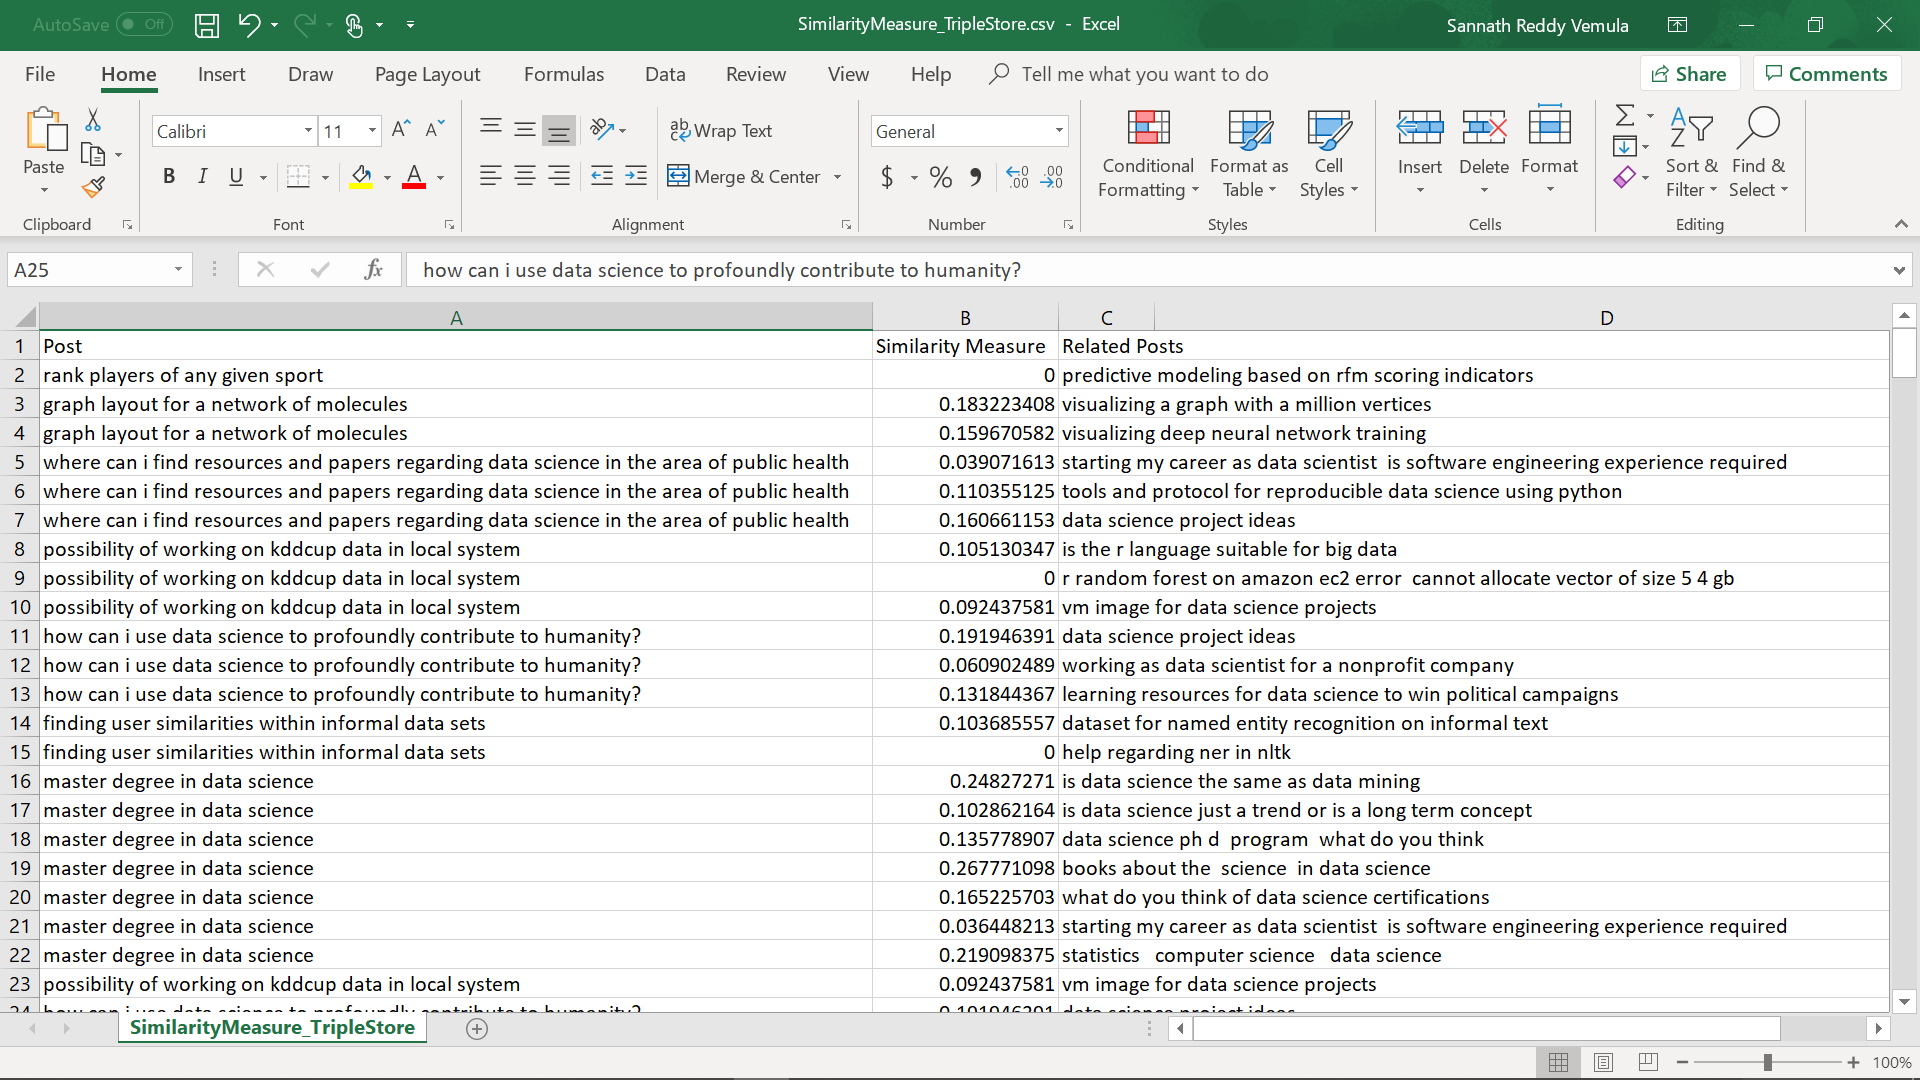 AutoSave Off SimilarityMeasure_TripleStore.csv - Excel Sannath Reddy Vemula
File Home Insert Draw Page Layout Formulas Data Review View Help Tell me what you want to do Share Comments
Paste
Clipboard
Calibri 11
B I U
Font
Wrap Text
Merge & Center
Alignment
General
$ % 9 .00 .00
Number
Conditional Formatting
Format as Table
Cell Styles
Styles
Insert Delete Format
Cells
Sort & Filter
Find & Select
Editing
A25 fx how can i use data science to profoundly contribute to humanity?
A B C D
1 Post Similarity Measure Related Posts
2 rank players of any given sport 0 predictive modeling based on rfm scoring indicators
3 graph layout for a network of molecules 0.183223408 visualizing a graph with a million vertices
4 graph layout for a network of molecules 0.159670582 visualizing deep neural network training
5 where can i find resources and papers regarding data science in the area of public health 0.039071613 starting my career as data scientist  is software engineering experience required
6 where can i find resources and papers regarding data science in the area of public health 0.110355125 tools and protocol for reproducible data science using python
7 where can i find resources and papers regarding data science in the area of public health 0.160661153 data science project ideas
8 possibility of working on kddcup data in local system 0.105130347 is the r language suitable for big data
9 possibility of working on kddcup data in local system 0 r random forest on amazon ec2 error  cannot allocate vector of size 5 4 gb
10 possibility of working on kddcup data in local system 0.092437581 vm image for data science projects
11 how can i use data science to profoundly contribute to humanity? 0.191946391 data science project ideas
12 how can i use data science to profoundly contribute to humanity? 0.060902489 working as data scientist for a nonprofit company
13 how can i use data science to profoundly contribute to humanity? 0.131844367 learning resources for data science to win political campaigns
14 finding user similarities within informal data sets 0.103685557 dataset for named entity recognition on informal text
15 finding user similarities within informal data sets 0 help regarding ner in nltk
16 master degree in data science 0.24827271 is data science the same as data mining
17 master degree in data science 0.102862164 is data science just a trend or is a long term concept
18 master degree in data science 0.135778907 data science ph d  program  what do you think
19 master degree in data science 0.267771098 books about the  science  in data science
20 master degree in data science 0.165225703 what do you think of data science certifications
21 master degree in data science 0.036448213 starting my career as data scientist  is software engineering experience required
22 master degree in data science 0.219098375 statistics   computer science   data science
23 possibility of working on kddcup data in local system 0.092437581 vm image for data science projects
24 how can i use data science to profoundly contribute to humanity? 0.191946391 data science project ideas
SimilarityMeasure_TripleStore
100%